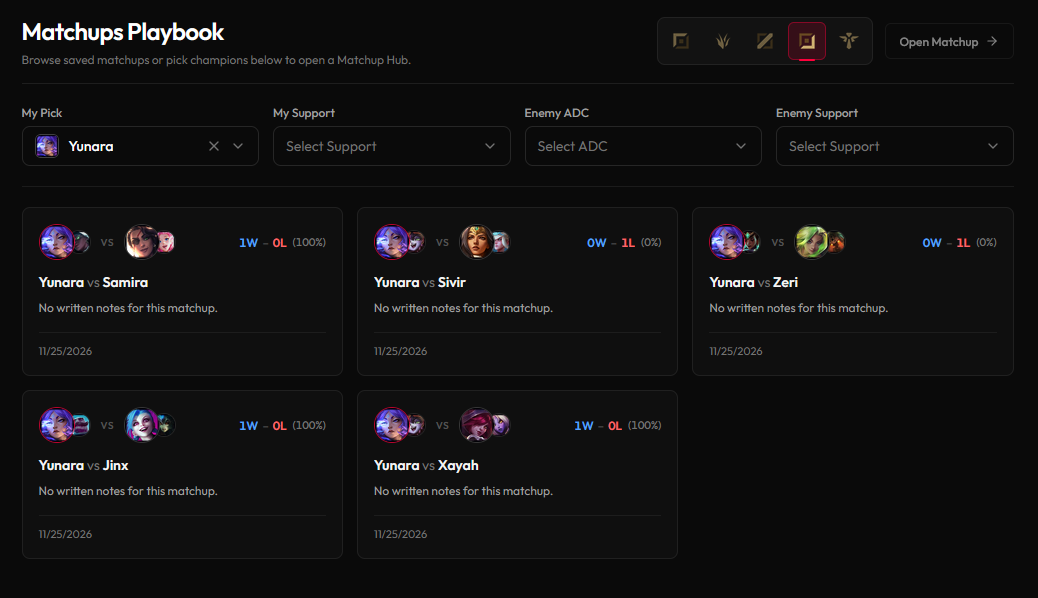 Matchups Playbook
Browse saved matchups or pick champions below to open a Matchup Hub.
Open Matchup →
My Pick
My Support
Enemy ADC
Enemy Support
Yunara
Select Support
Select ADC
Select Support
VS
1W – 0L (100%)
Yunara vs Samira
No written notes for this matchup.
11/25/2026
VS
0W – 1L (0%)
Yunara vs Sivir
No written notes for this matchup.
11/25/2026
VS
0W – 1L (0%)
Yunara vs Zeri
No written notes for this matchup.
11/25/2026
VS
1W – 0L (100%)
Yunara vs Jinx
No written notes for this matchup.
11/25/2026
VS
1W – 0L (100%)
Yunara vs Xayah
No written notes for this matchup.
11/25/2026